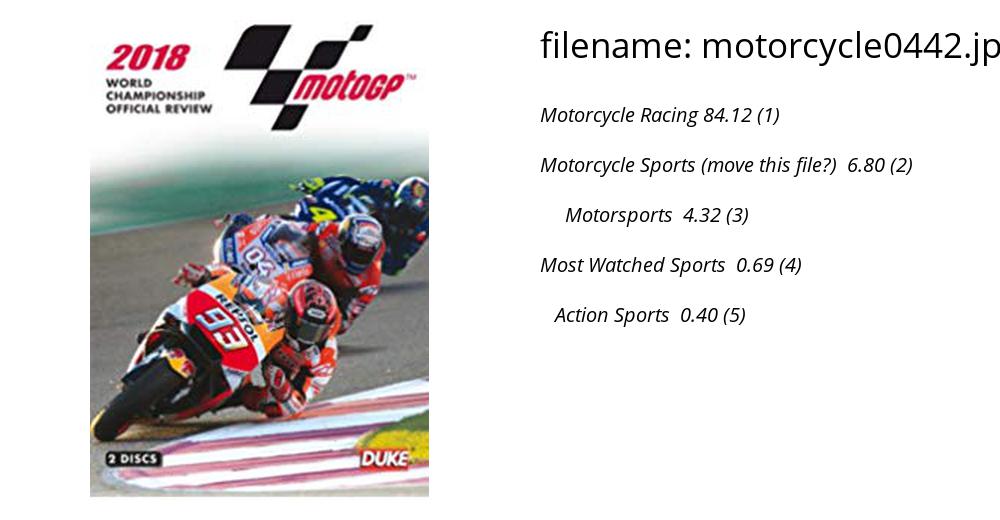 2018
WORLD
CHAMPIONSHIP
OFFICIAL REVIEW
motoGP™
04
4
REPSOL
93
2 DISCS
DUKE
filename: motorcycle0442.jp
Motorcycle Racing 84.12 (1)
Motorcycle Sports (move this file?) 6.80 (2)
Motorsports 4.32 (3)
Most Watched Sports 0.69 (4)
Action Sports 0.40 (5)